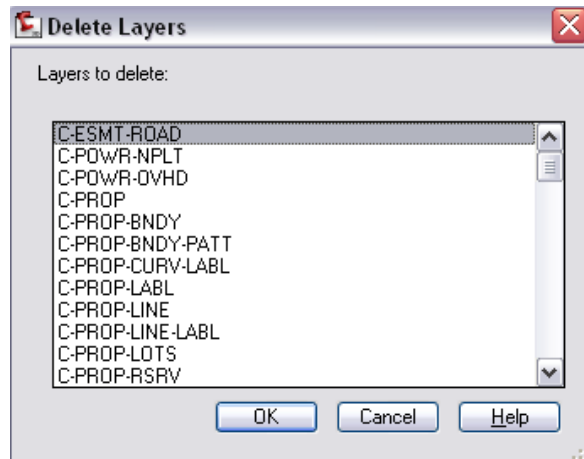 Delete Layers
Layers to delete:
C-ESMT-ROAD
C-POWR-NPLT
C-POWR-OVHD
C-PROP
C-PROP-BNDY
C-PROP-BNDY-PATT
C-PROP-CURV-LABL
C-PROP-LABL
C-PROP-LINE
C-PROP-LINE-LABL
C-PROP-LOTS
C-PROP-RSRV
OK Cancel Help